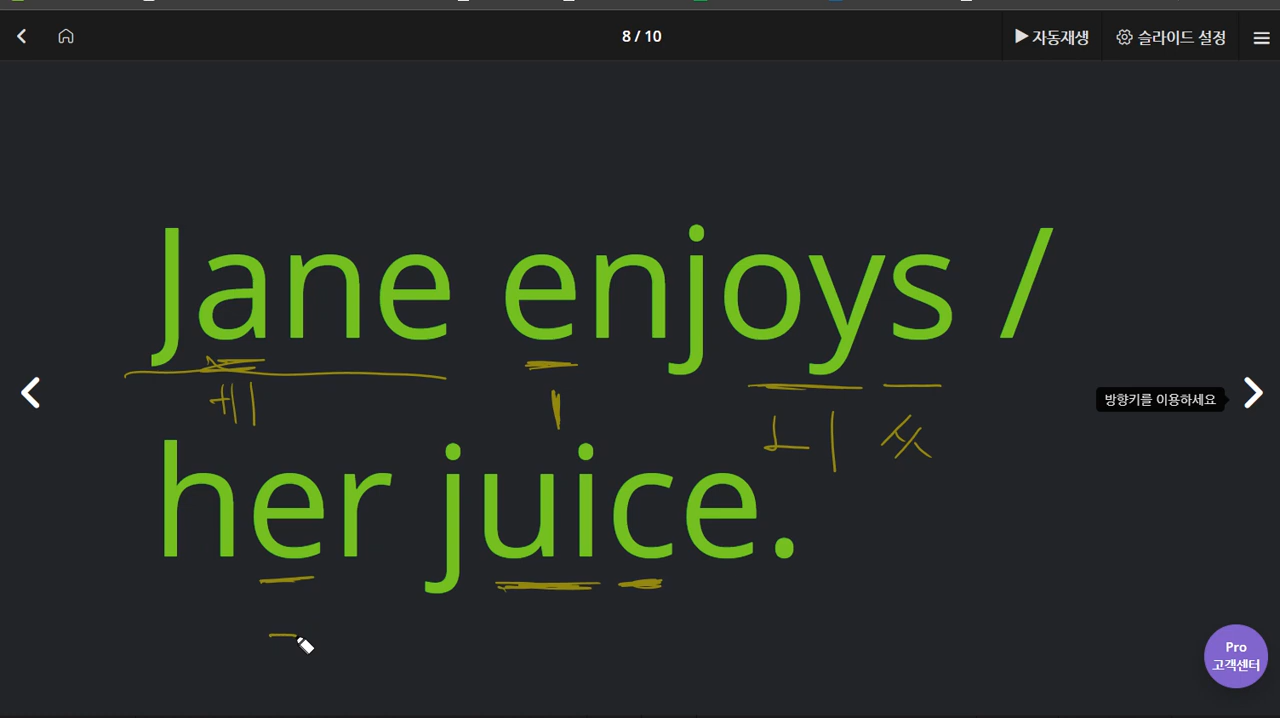 8 / 10
▶ 자동재생
슬라이드 설정
Jane enjoys /
방향키를 이용하세요
ㅔ ㅣ ㅗㅣ ㅆ
her juice.
ㅡ
Pro
고객센터